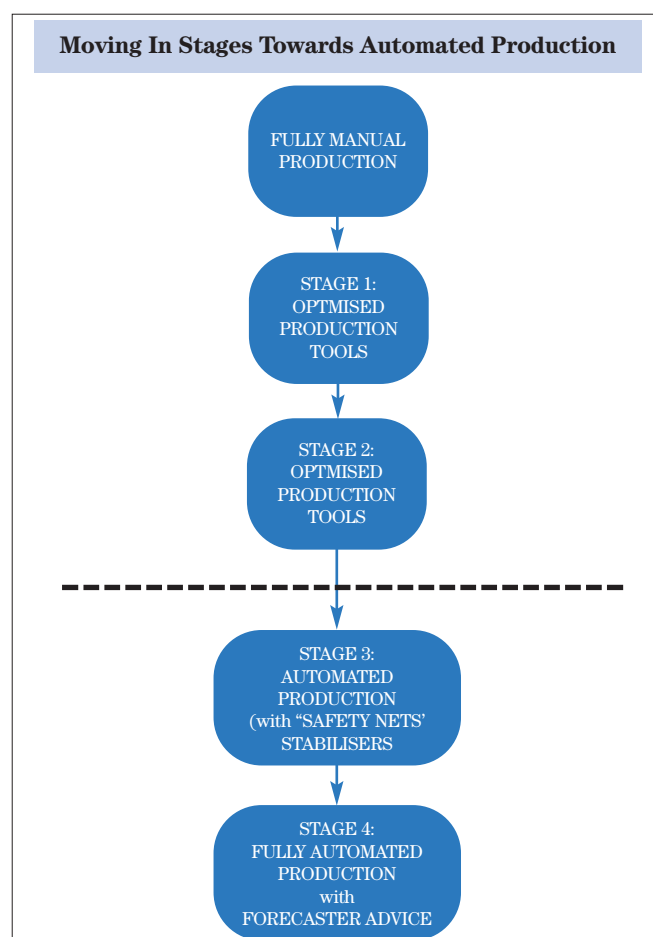 Moving In Stages Towards Automated Production
FULLY MANUAL
PRODUCTION
STAGE 1:
OPTMISED
PRODUCTION
TOOLS
STAGE 2:
OPTMISED
PRODUCTION
TOOLS
STAGE 3:
AUTOMATED
PRODUCTION
(with “SAFETY NETS’
STABILISERS
STAGE 4:
FULLY AUTOMATED
PRODUCTION
with
FORECASTER ADVICE